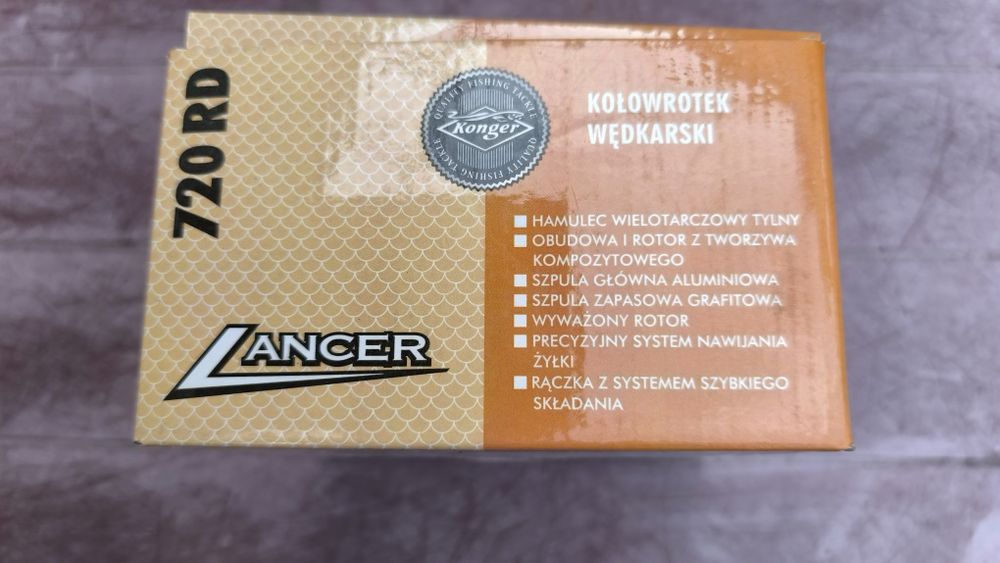 720 RD
LANCER
QUALITY FISHING TACKLE
Konger
QUALITY FISHING TACKLE
KOŁOWROTEK
WĘDKARSKI
HAMULEC WIELOTARCZOWY TYLNY
OBUDOWA I ROTOR Z TWORZYWA
KOMPOZYTOWEGO
SZPULA GŁÓWNA ALUMINIOWA
SZPULA ZAPASOWA GRAFITOWA
WYWAŻONY ROTOR
PRECYZYJNY SYSTEM NAWIJANIA
ŻYŁKI
RĄCZKA Z SYSTEMEM SZYBKIEGO
SKŁADANIA